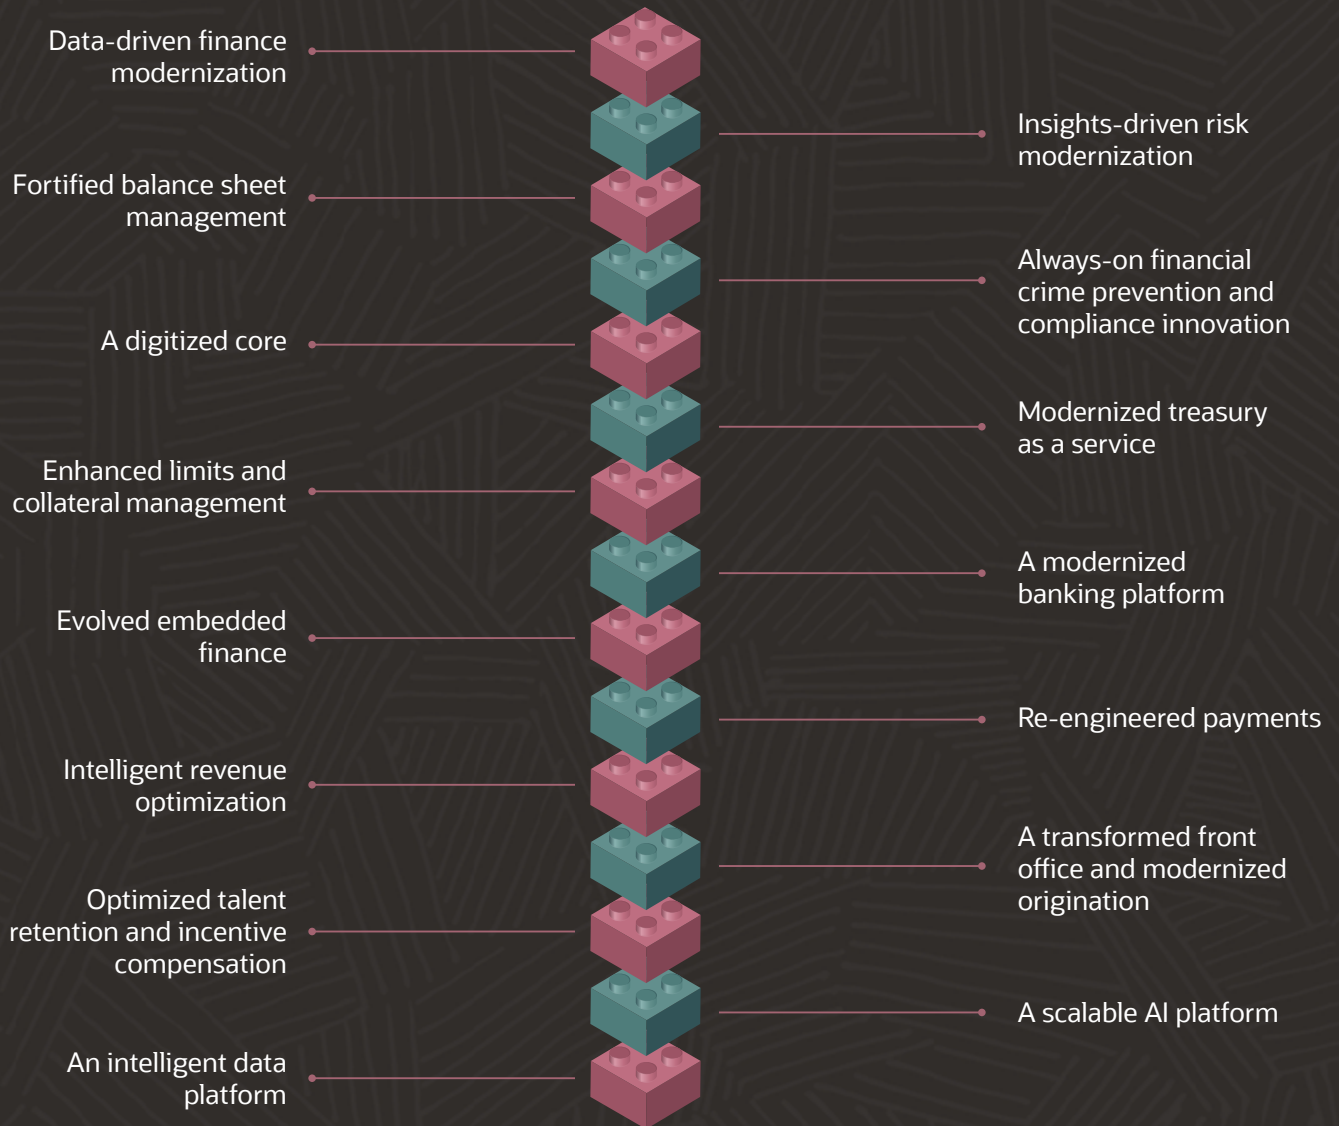 Data-driven finance
modernization
Insights-driven risk
modernization
Fortified balance sheet
management
Always-on financial
crime prevention and
compliance innovation
A digitized core
Modernized treasury
as a service
Enhanced limits and
collateral management
A modernized
banking platform
Evolved embedded
finance
Re-engineered payments
Intelligent revenue
optimization
A transformed front
office and modernized
origination
Optimized talent
retention and incentive
compensation
A scalable AI platform
An intelligent data
platform